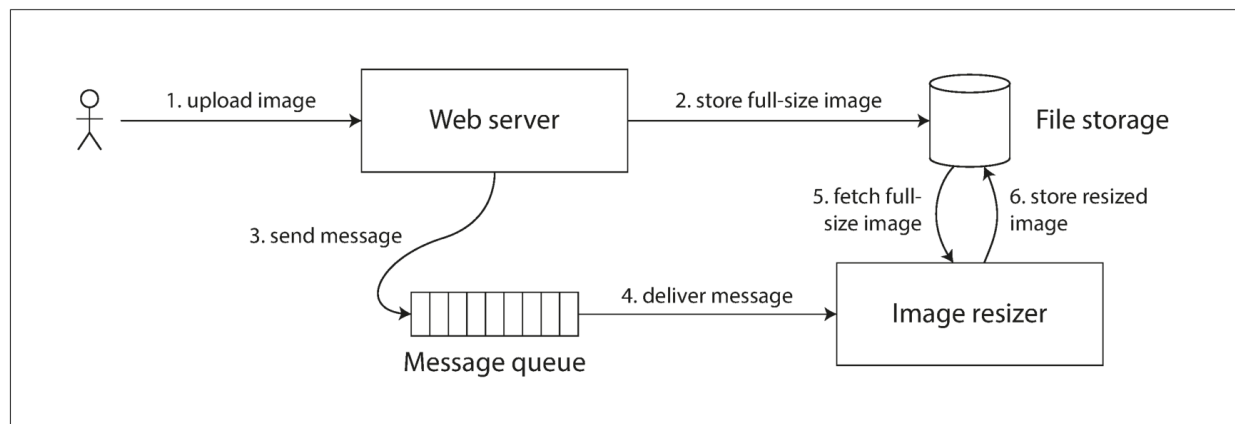 1. upload image
Web server
2. store full-size image
File storage
3. send message
5. fetch full-
size image
6. store resized
image
4. deliver message
Message queue
Image resizer